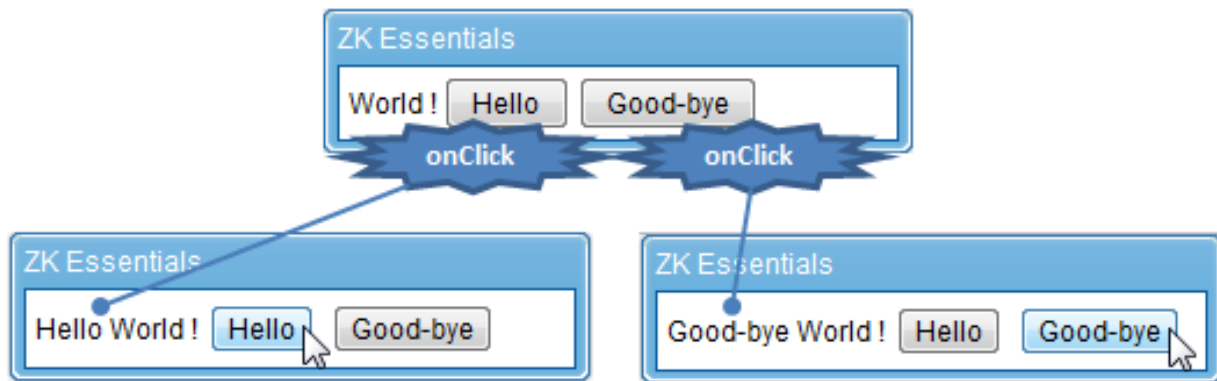 ZK Essentials
World ! Hello Good-bye
onClick onClick
ZK Essentials
Hello World ! Hello Good-bye
ZK Essentials
Good-bye World ! Hello Good-bye